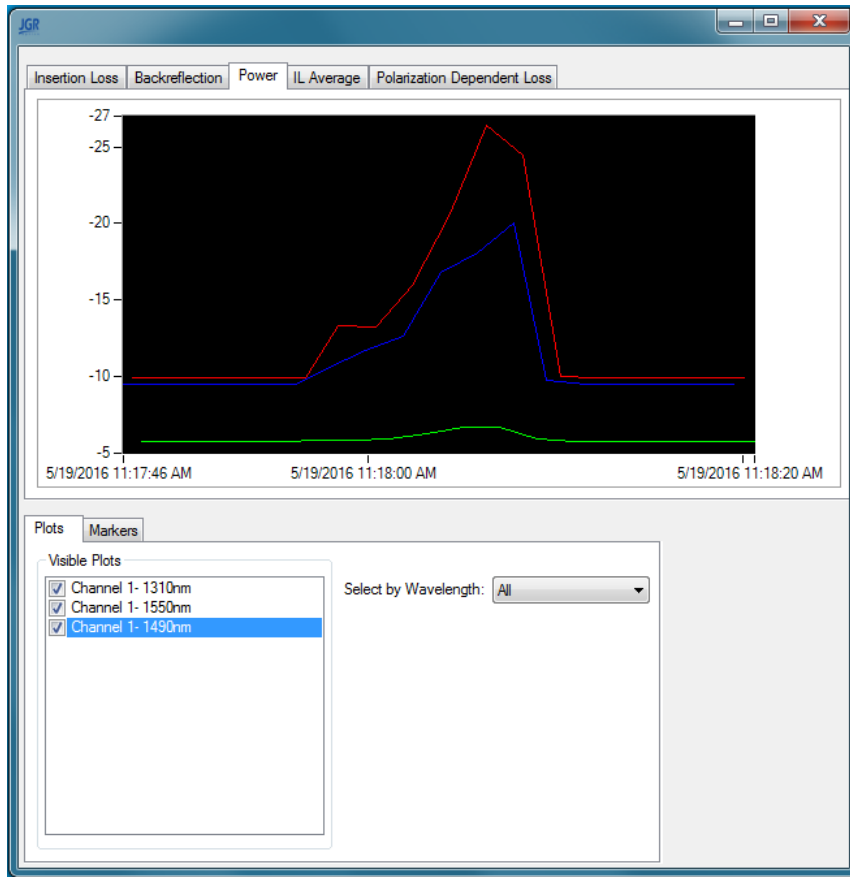 JGR
Insertion Loss Backreflection Power IL Average Polarization Dependent Loss
-27
-25
-20
-15
-10
-5
5/19/2016 11:17:46 AM 5/19/2016 11:18:00 AM 5/19/2016 11:18:20 AM
Plots Markers
Visible Plots
Channel 1- 1310nm
Select by Wavelength: All
Channel 1- 1550nm
Channel 1- 1490nm